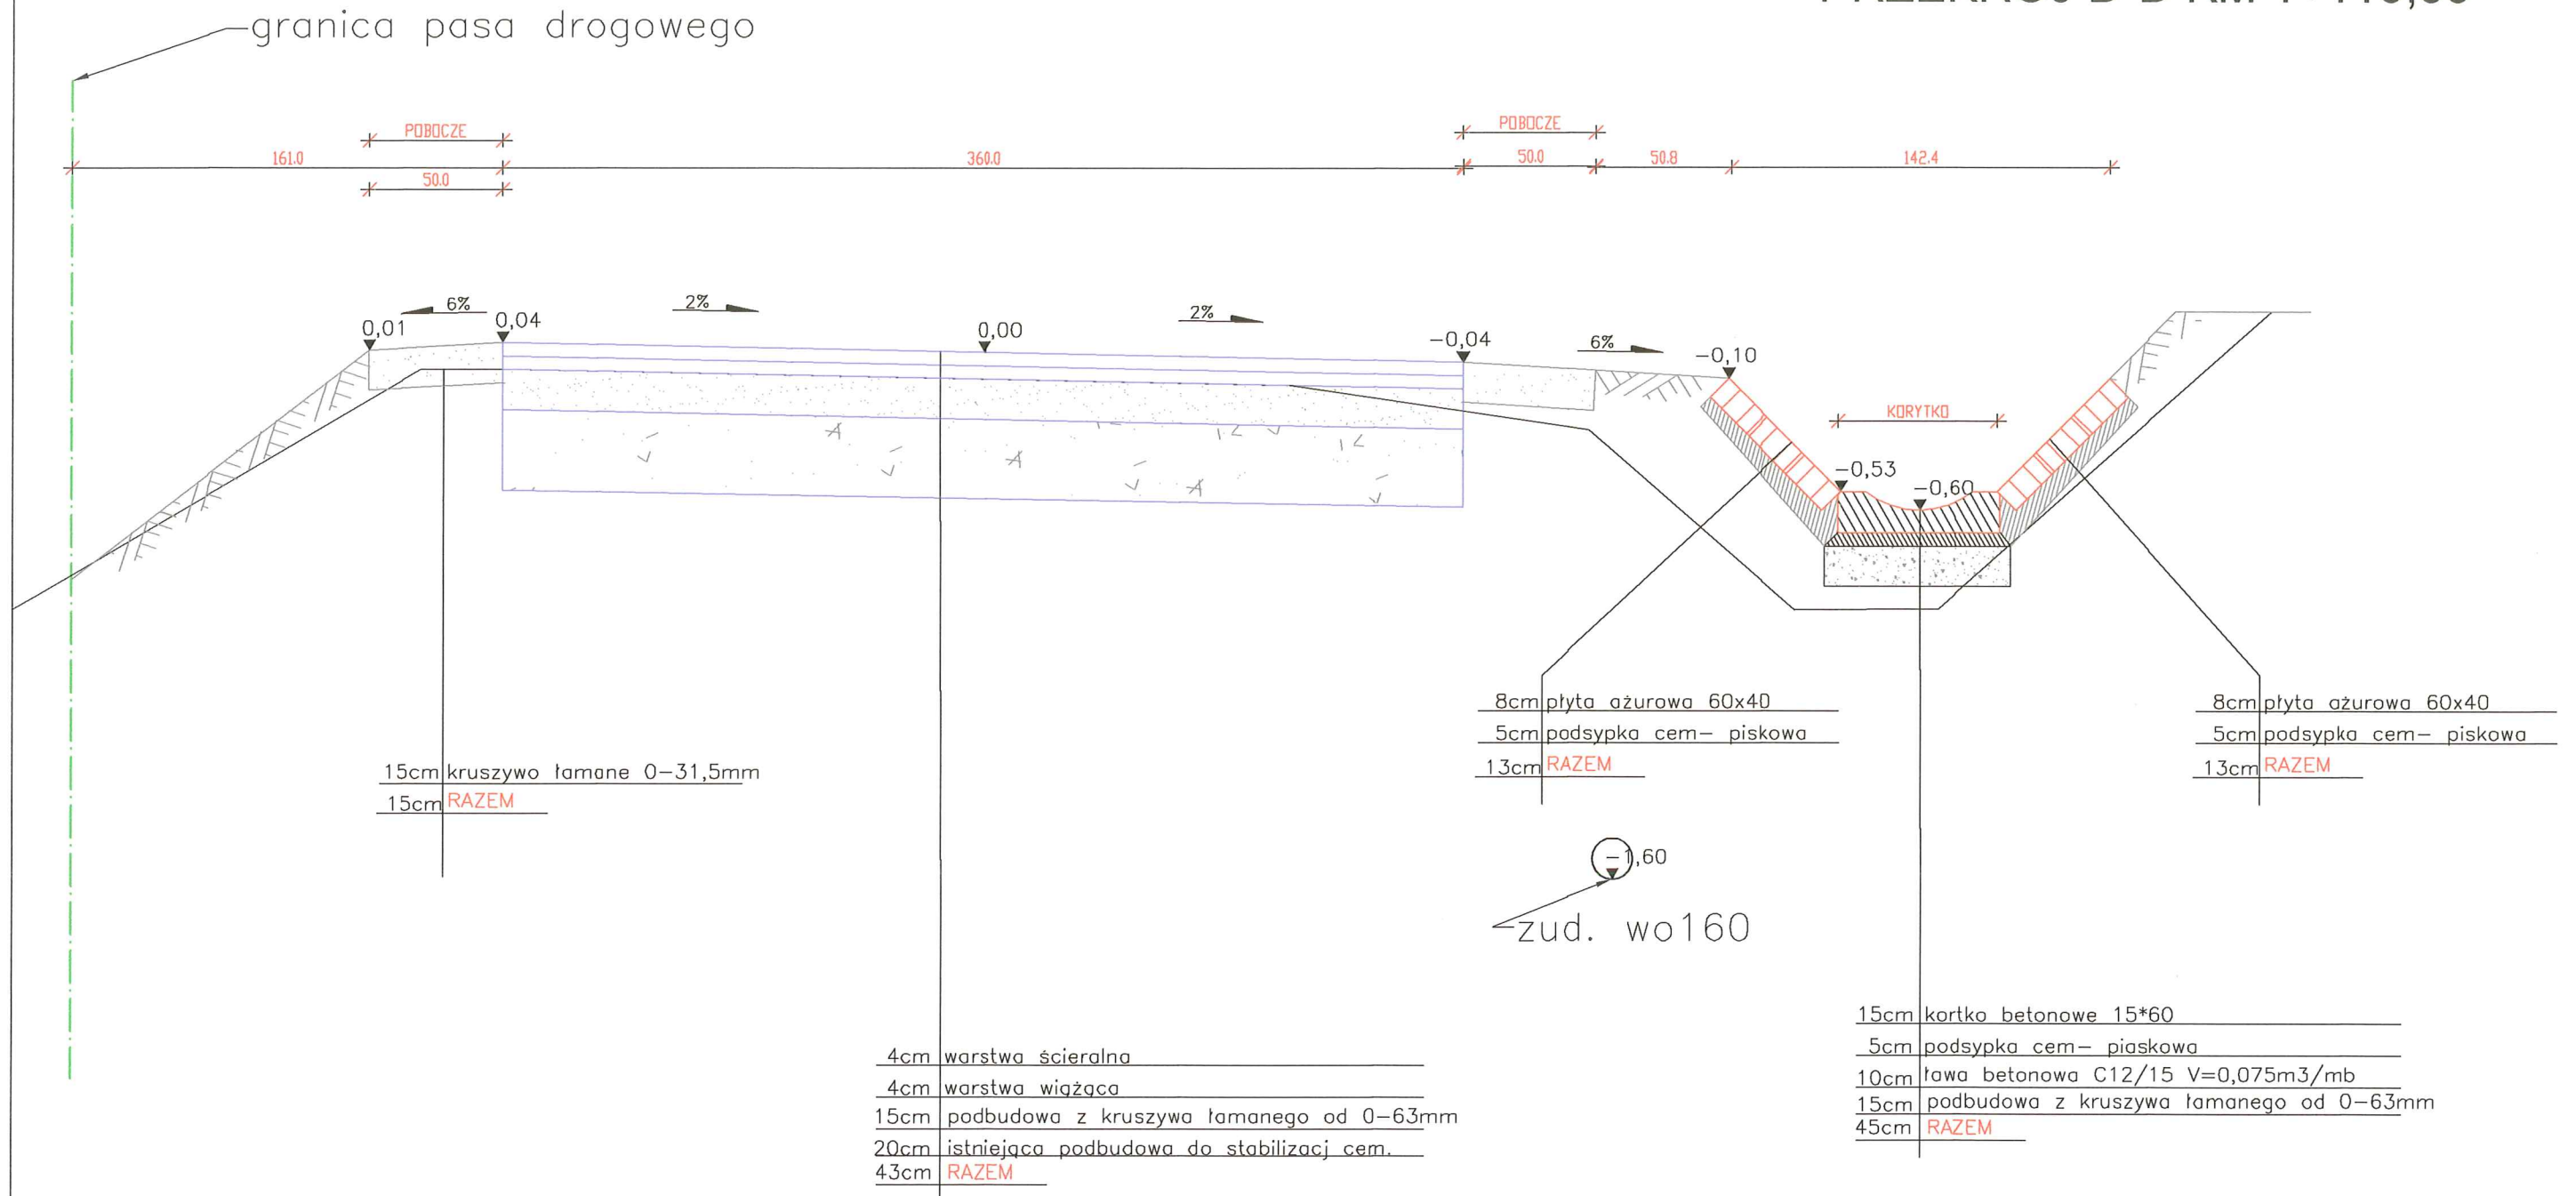 granica pasa drogowego
POBOCZE
POBOCZE
161.0
360.0
50.0
50.8
142.4
50.0
6%
2%
2%
6%
0,01
0,04
0,00
-0,04
-0,10
KORYTKO
-0,53
-0,60
8cm płyta ażurowa 60x40
5cm podsypka cem- piskowa
13cm RAZEM
8cm płyta ażurowa 60x40
5cm podsypka cem- piskowa
13cm RAZEM
15cm kruszywo łamane 0-31,5mm
15cm RAZEM
-1,60
zud. wo160
4cm warstwa ścieralna
4cm warstwa wiążąca
15cm podbudowa z kruszywa łamanego od 0-63mm
20cm istniejąca podbudowa do stabilizacj cem.
43cm RAZEM
15cm kortko betonowe 15*60
5cm podsypka cem- piaskowa
10cm ława betonowa C12/15 V=0,075m3/mb
15cm podbudowa z kruszywa łamanego od 0-63mm
45cm RAZEM